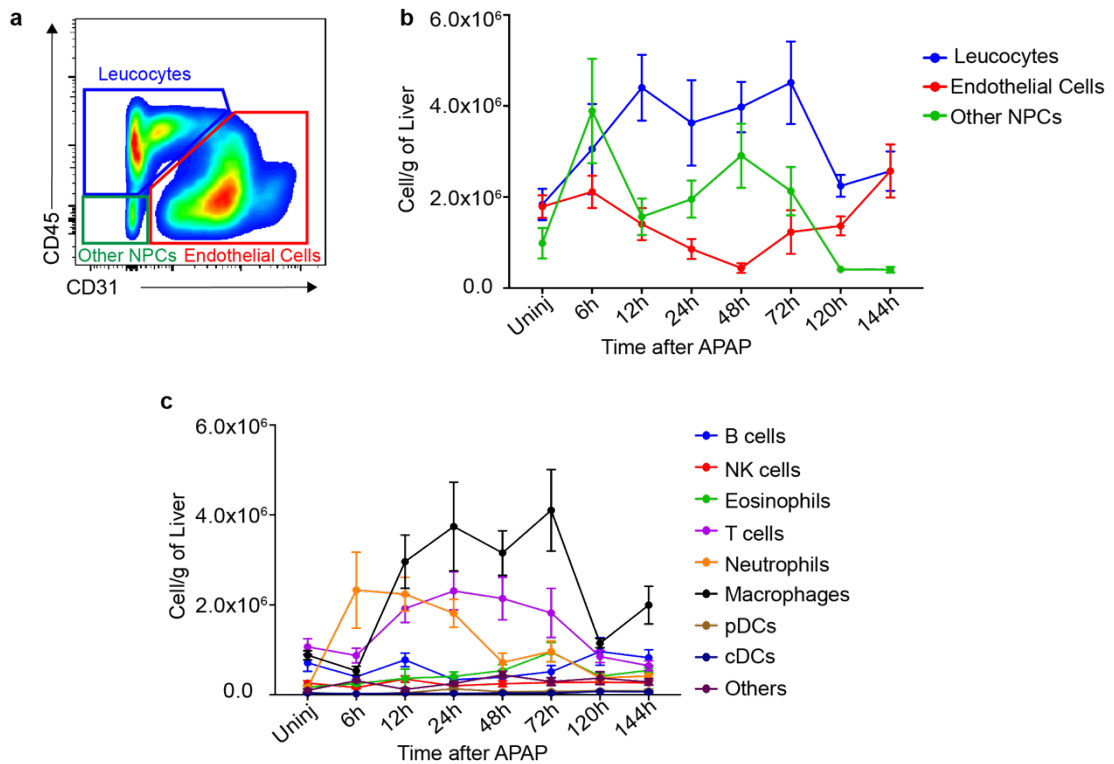 a
CD45
Leucocytes
Other NPCs
Endothelial Cells
CD31
b
Cell/g of Liver
6.0x10⁶
4.0x10⁶
2.0x10⁶
0.0
Uninj
6h
12h
24h
48h
72h
120h
144h
Time after APAP
Leucocytes
Endothelial Cells
Other NPCs
c
Cell/g of Liver
6.0x10⁶
4.0x10⁶
2.0x10⁶
0.0
Uninj
6h
12h
24h
48h
72h
120h
144h
Time after APAP
B cells
NK cells
Eosinophils
T cells
Neutrophils
Macrophages
pDCs
cDCs
Others